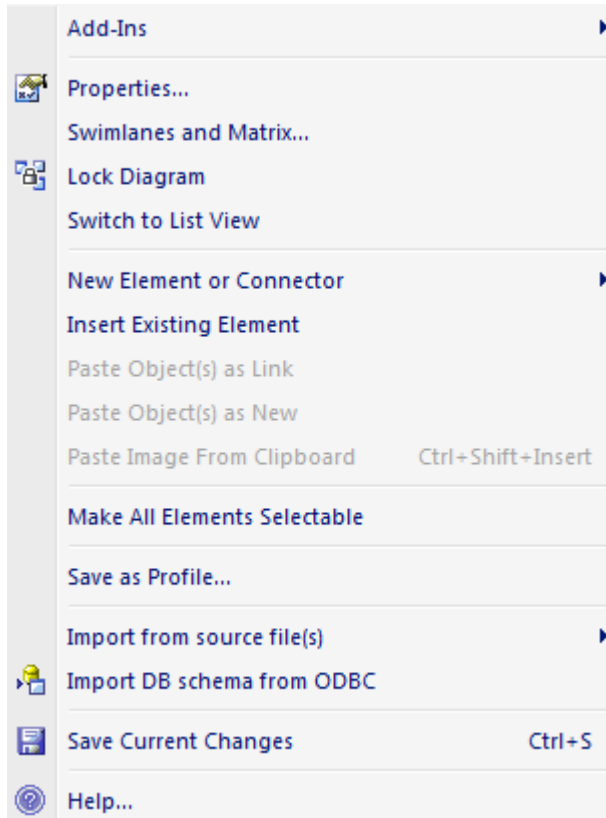 Add-Ins
Properties...
Swimlanes and Matrix...
Lock Diagram
Switch to List View
New Element or Connector
Insert Existing Element
Paste Object(s) as Link
Paste Object(s) as New
Paste Image From Clipboard Ctrl+Shift+Insert
Make All Elements Selectable
Save as Profile...
Import from source file(s)
Import DB schema from ODBC
Save Current Changes Ctrl+S
Help...